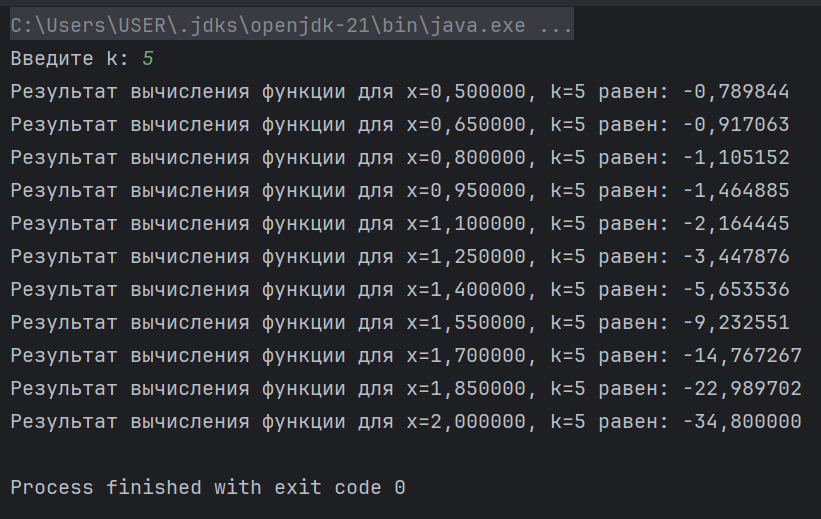 C:\Users\USER\.jdks\openjdk-21\bin\java.exe ...
Введите k: 5
Результат вычисления функции для x=0,500000, k=5 равен: -0,789844
Результат вычисления функции для x=0,650000, k=5 равен: -0,917063
Результат вычисления функции для x=0,800000, k=5 равен: -1,105152
Результат вычисления функции для x=0,950000, k=5 равен: -1,464885
Результат вычисления функции для x=1,100000, k=5 равен: -2,164445
Результат вычисления функции для x=1,250000, k=5 равен: -3,447876
Результат вычисления функции для x=1,400000, k=5 равен: -5,653536
Результат вычисления функции для x=1,550000, k=5 равен: -9,232551
Результат вычисления функции для x=1,700000, k=5 равен: -14,767267
Результат вычисления функции для x=1,850000, k=5 равен: -22,989702
Результат вычисления функции для x=2,000000, k=5 равен: -34,800000
Process finished with exit code 0